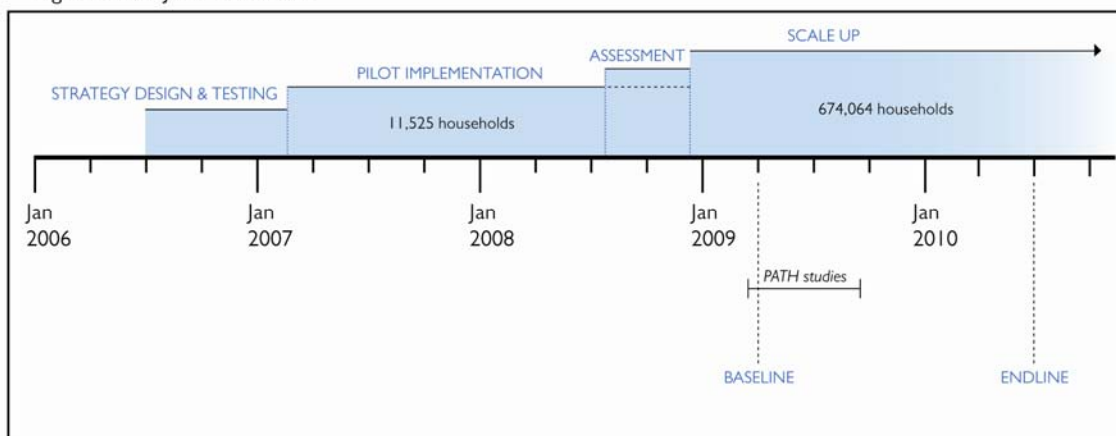 SCALE UP
ASSESSMENT
PILOT IMPLEMENTATION
STRATEGY DESIGN & TESTING
11,525 households
674,064 households
Jan
2006
Jan
2007
Jan
2008
Jan
2009
Jan
2010
PATH studies
BASELINE
ENDLINE